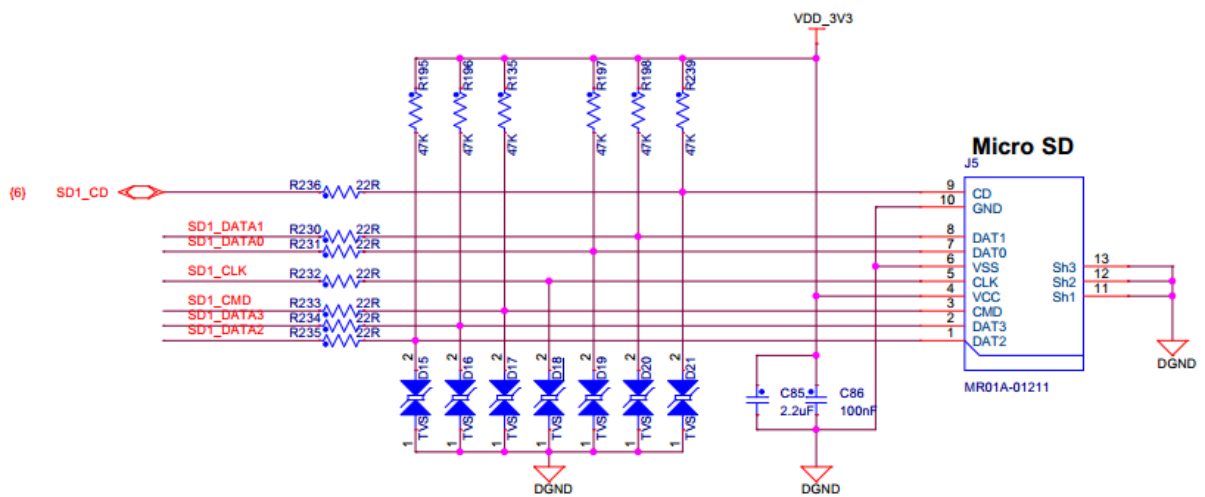 VDD_3V3
R195
R196
R135
R197
R198
R239
47K
47K
47K
47K
47K
47K
Micro SD
J5
{6}
SD1_CD
R236
22R
9
CD
10
GND
SD1_DATA1
R230
22R
8
DAT1
SD1_DATA0
R231
22R
7
DAT0
6
VSS
Sh3
13
SD1_CLK
R232
22R
5
CLK
Sh2
12
4
VCC
Sh1
11
SD1_CMD
R233
22R
3
CMD
SD1_DATA3
R234
22R
2
DAT3
SD1_DATA2
R235
22R
1
DAT2
2
D15
2
D16
2
D17
2
D18
2
D19
2
D20
2
D21
DGND
MR01A-01211
C85
2.2uF
C86
100nF
1
TVS
1
TVS
1
TVS
1
TVS
1
TVS
1
TVS
1
TVS
DGND
DGND